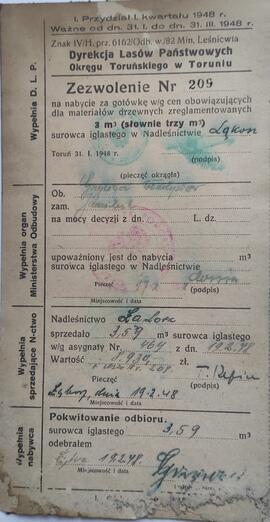 I. Przydział I. kwartału 1948 r.
Ważne od dn. 31. I. do dn. 31. III. 1948 r.
Znak IV/H. prz. 6162/Odb. w./82 Min. Leśnictwa
Dyrekcja Lasów Państwowych
Okręgu Toruńskiego w Toruniu
Wypełnia D. L. P.
Zezwolenie Nr 209
na nabycie za gotówkę w/g cen obowiązujących
dla materiałów drzewnych zreglamentowanych
3 m³ (słownie trzy m³)
surowca iglastego w Nadleśnictwie
Toruń 31. I. 1948 r.
(podpis)
(pieczęć okrągła)
Wypełnia organ
Ministerstwa Odbudowy
Ob.
zam.
na mocy decyzji z dn. L. dz.
upoważniony jest do nabycia m³
surowca iglastego w Nadleśnictwie
Pieczęć
(podpis)
Miejscowość i data
Wypełnia
sprzedające N-ctwo
Nadleśnictwo
sprzedało 3,59 m³ surowca iglastego
w/g asygnaty Nr 464 z dn. 19.2.48
Wartość zł.
Pieczęć
(podpis)
dnia 19.2.48
Miejscowość i data
Wypełnia
nabywca
Pokwitowanie odbioru.
surowca iglastego 3,59 m³
odebrałem
19.2.48.
Miejscowość i data
(podpis)